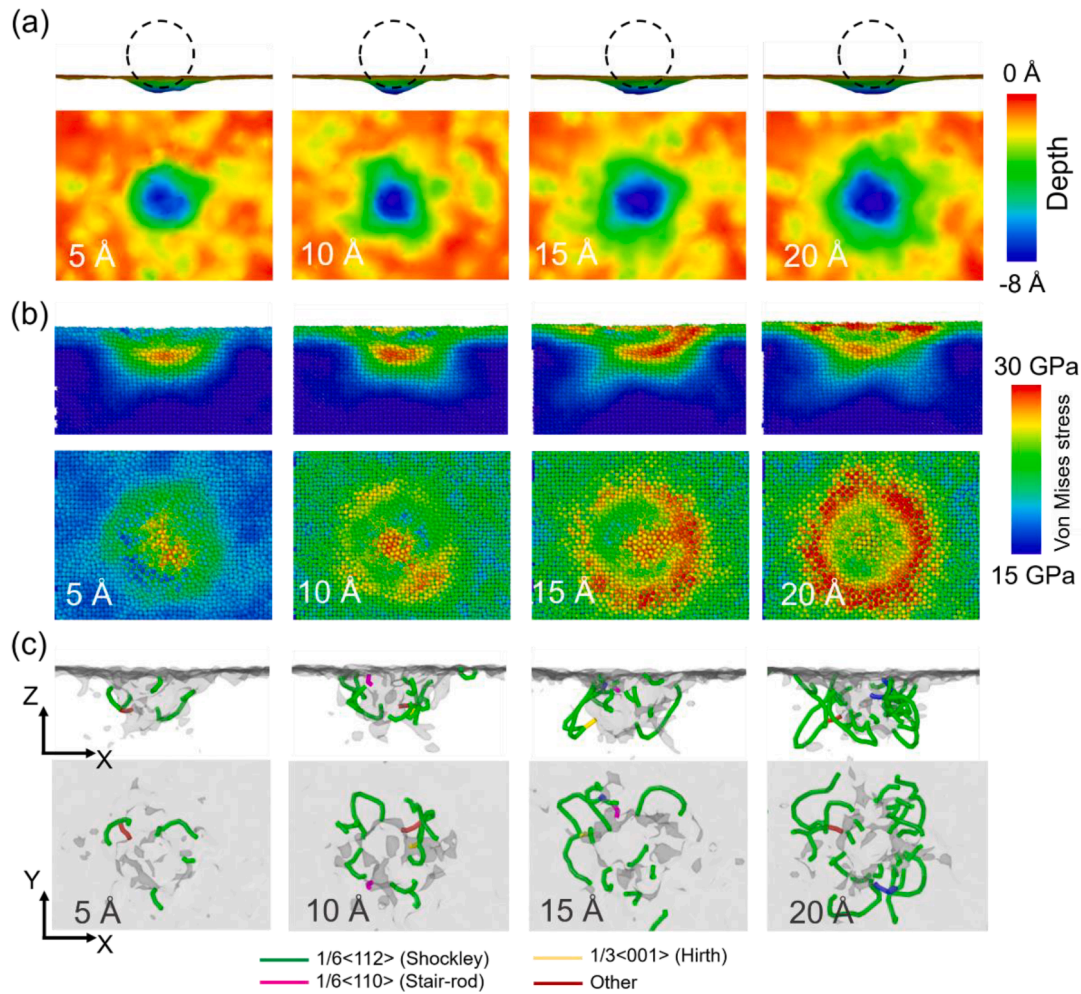 (a)
0 Å
Depth
-8 Å
5 Å
10 Å
15 Å
20 Å
(b)
30 GPa
Von Mises stress
15 GPa
5 Å
10 Å
15 Å
20 Å
(c)
Z
X
Y
X
5 Å
10 Å
15 Å
20 Å
1/6<112> (Shockley)
1/3<001> (Hirth)
1/6<110> (Stair-rod)
Other